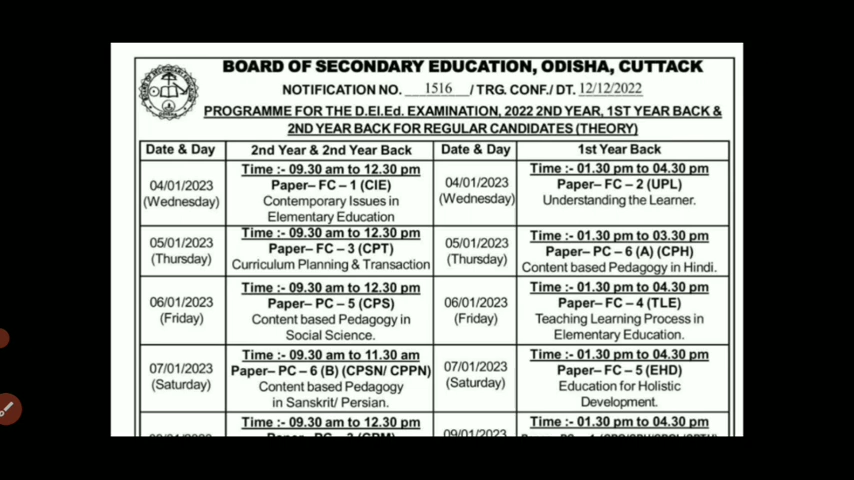 BOARD OF SECONDARY EDUCATION, ODISHA, CUTTACK
NOTIFICATION NO. 1516 / TRG. CONF./ DT. 12/12/2022
PROGRAMME FOR THE D.El.Ed. EXAMINATION, 2022 2ND YEAR, 1ST YEAR BACK &
2ND YEAR BACK FOR REGULAR CANDIDATES (THEORY)
Date & Day 2nd Year & 2nd Year Back Date & Day 1st Year Back
04/01/2023
(Wednesday)
Time :- 09.30 am to 12.30 pm
Paper– FC – 1 (CIE)
Contemporary Issues in
Elementary Education
04/01/2023
(Wednesday)
Time :- 01.30 pm to 04.30 pm
Paper– FC – 2 (UPL)
Understanding the Learner.
05/01/2023
(Thursday)
Time :- 09.30 am to 12.30 pm
Paper– FC – 3 (CPT)
Curriculum Planning & Transaction
05/01/2023
(Thursday)
Time :- 01.30 pm to 03.30 pm
Paper– PC – 6 (A) (CPH)
Content based Pedagogy in Hindi.
06/01/2023
(Friday)
Time :- 09.30 am to 12.30 pm
Paper– PC – 5 (CPS)
Content based Pedagogy in
Social Science.
06/01/2023
(Friday)
Time :- 01.30 pm to 04.30 pm
Paper– FC – 4 (TLE)
Teaching Learning Process in
Elementary Education.
07/01/2023
(Saturday)
Time :- 09.30 am to 11.30 am
Paper– PC – 6 (B) (CPSN/ CPPN)
Content based Pedagogy
in Sanskrit/ Persian.
07/01/2023
(Saturday)
Time :- 01.30 pm to 04.30 pm
Paper– FC – 5 (EHD)
Education for Holistic
Development.
Time :- 09.30 am to 12.30 pm
09/01/2023
Time :- 01.30 pm to 04.30 pm